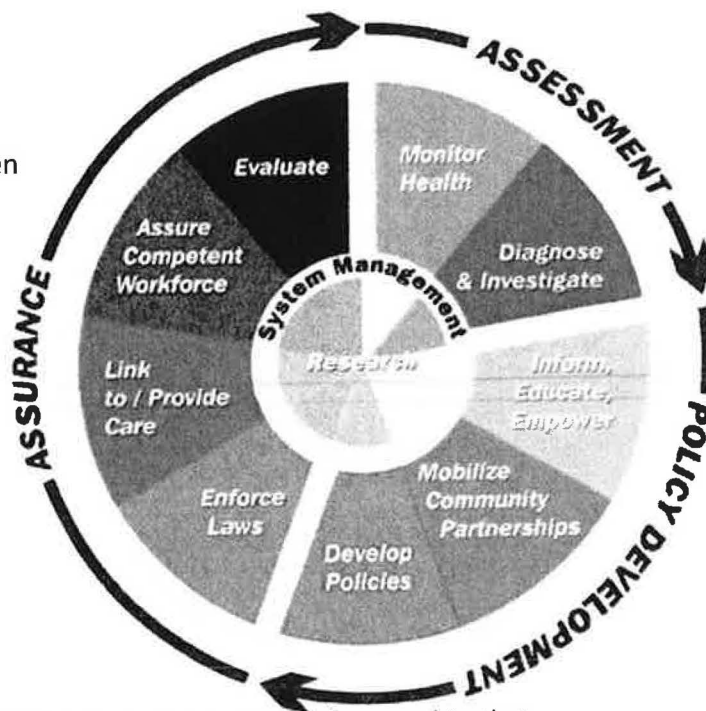 ASSESSMENT
POLICY DEVELOPMENT
ASSURANCE
Evaluate
Monitor
Health
Diagnose
& Investigate
Inform,
Educate,
Empower
Mobilize
Community
Partnerships
Develop
Policies
Enforce
Laws
Link
to / Provide
Care
Assure
Competent
Workforce
System Management
Research
en